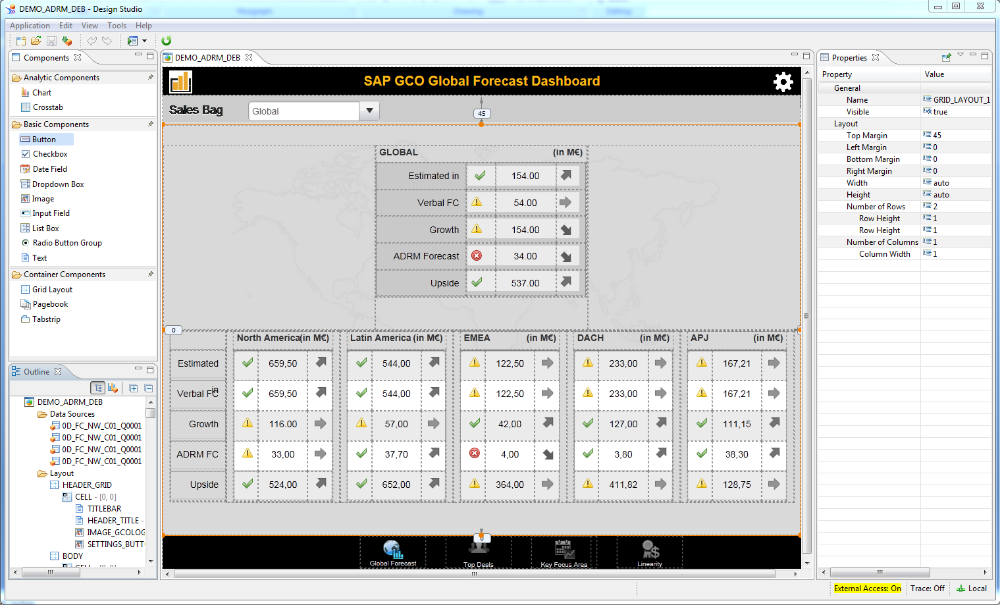 DEMO_ADRM_DEB - Design Studio
Application Edit View Tools Help
Components
Analytic Components
Chart
Crosstab
Basic Components
Button
Checkbox
Date Field
Dropdown Box
Image
Input Field
List Box
Radio Button Group
Text
Container Components
Grid Layout
Pagebook
Tabstrip
Outline
DEMO_ADRM_DEB
Data Sources
0D_FC_NW_C01_Q0001
0D_FC_NW_C01_Q0001
0D_FC_NW_C01_Q0001
0D_FC_NW_C01_Q0001
Layout
HEADER_GRID
CELL - [0, 0]
TITLEBAR
HEADER_TITLE -
IMAGE_GCOLOG
SETTINGS_BUTT
BODY
CELL - [0, 0]
DEMO_ADRM_DEB
SAP GCO Global Forecast Dashboard
Sales Bag Global
45
GLOBAL (in M€)
Estimated in 154.00
Verbal FC 54.00
Growth 154.00
ADRM Forecast 34.00
Upside 537.00
0
North America(in M€) Latin America (in M€) EMEA (in M€) DACH (in M€) APJ (in M€)
Estimated in 659,50 544,00 122,50 233,00 167,21
Verbal FC 659,50 544,00 122,50 233,00 167,21
Growth 116.00 57,00 42,00 127,00 111,15
ADRM FC 33,00 37,70 4,00 3,80 38,30
Upside 524,00 652,00 364,00 411,82 128,75
0
Global Forecast Top Deals Key Focus Area Linearity
Properties
Property Value
General
Name GRID_LAYOUT_1
Visible true
Layout
Top Margin 45
Left Margin 0
Bottom Margin 0
Right Margin 0
Width auto
Height auto
Number of Rows 2
Row Height 1
Row Height 1
Number of Columns 1
Column Width 1
External Access: On Trace: Off Local